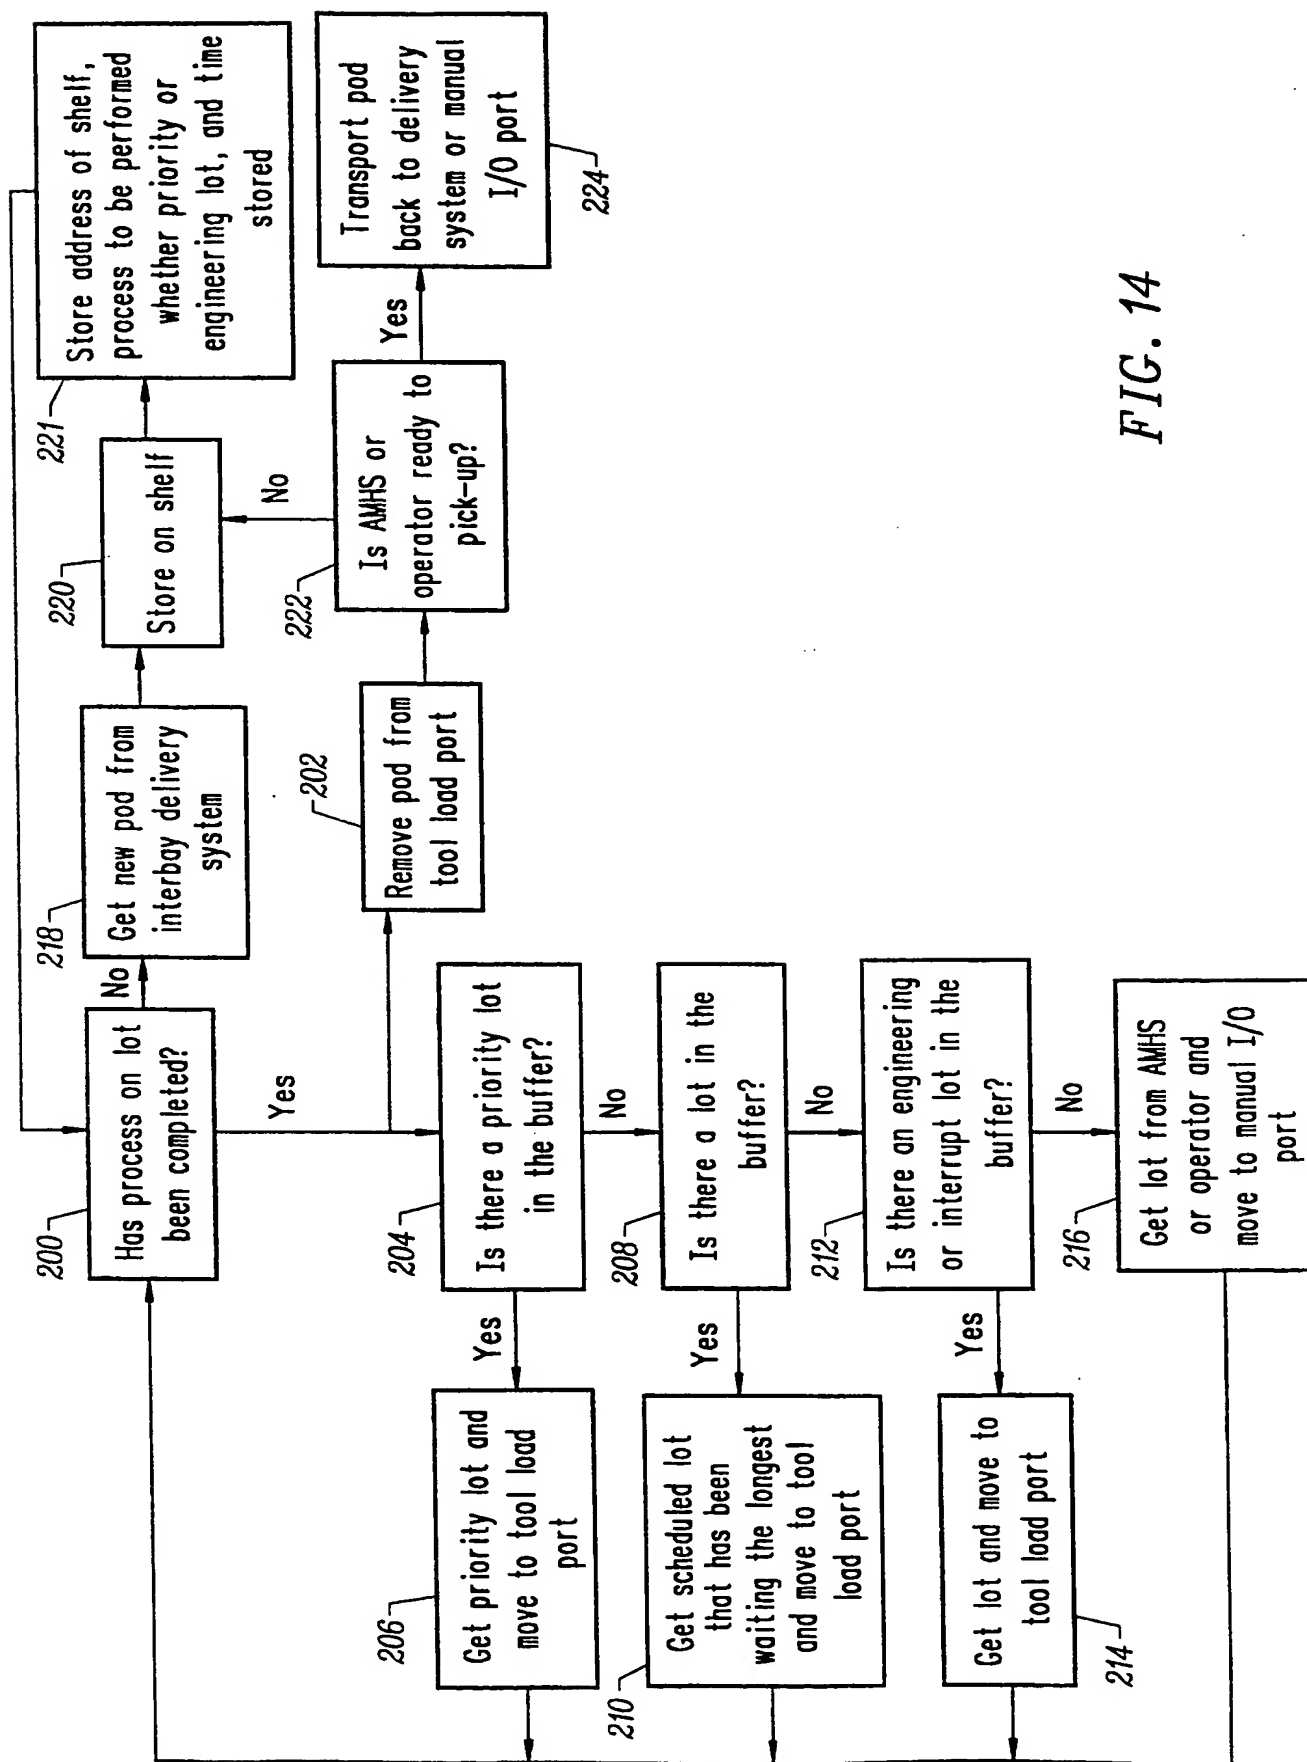 200
Has process on lot
been completed?
No
Yes
218
Get new pod from
interbay delivery
system
220
Store on shelf
221
Store address of shelf,
process to be performed
whether priority or
engineering lot, and time
stored
202
Remove pod from
tool load port
222
Is AMHS or
operator ready to
pick-up?
No
Yes
Transport pod
back to delivery
system or manual
I/O port
224
204
Is there a priority lot
in the buffer?
Yes
No
206
Get priority lot and
move to tool load
port
208
Is there a lot in the
buffer?
Yes
No
210
Get scheduled lot
that has been
waiting the longest
and move to tool
load port
212
Is there an engineering
or interrupt lot in the
buffer?
Yes
No
Get lot and move to
tool load port
214
216
Get lot from AMHS
or operator and
move to manual I/O
port
FIG. 14